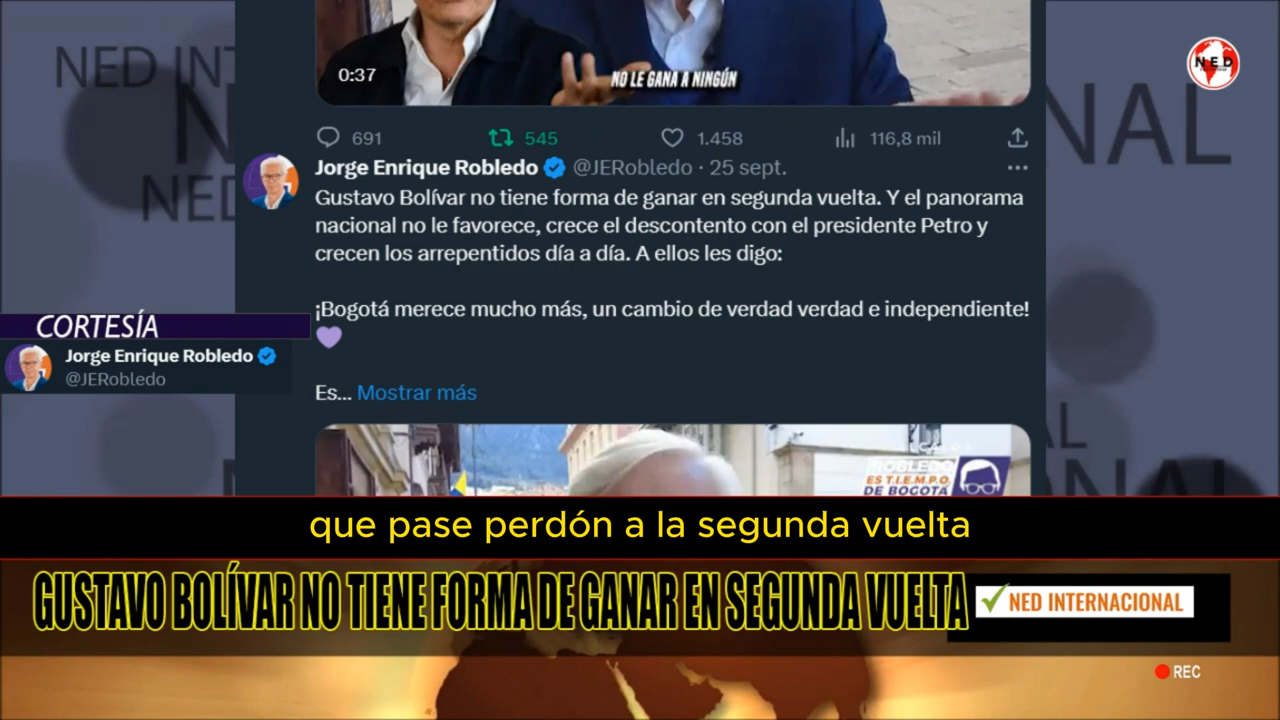 NED INT
NAL
NED
NO LE GANA A NINGÚN
0:37
691
545
1.458
116,8 mil
Jorge Enrique Robledo @JERobledo · 25 sept.
Gustavo Bolívar no tiene forma de ganar en segunda vuelta. Y el panorama
nacional no le favorece, crece el descontento con el presidente Petro y
crecen los arrepentidos día a día. A ellos les digo:
¡Bogotá merece mucho más, un cambio de verdad verdad e independiente!
Es... Mostrar más
CORTESÍA
Jorge Enrique Robledo
@JERobledo
ROBLEDO
ES T.I.E.M.P.O
DE BOGOTÁ
que pase perdón a la segunda vuelta
GUSTAVO BOLÍVAR NO TIENE FORMA DE GANAR EN SEGUNDA VUELTA
NED INTERNACIONAL
REC